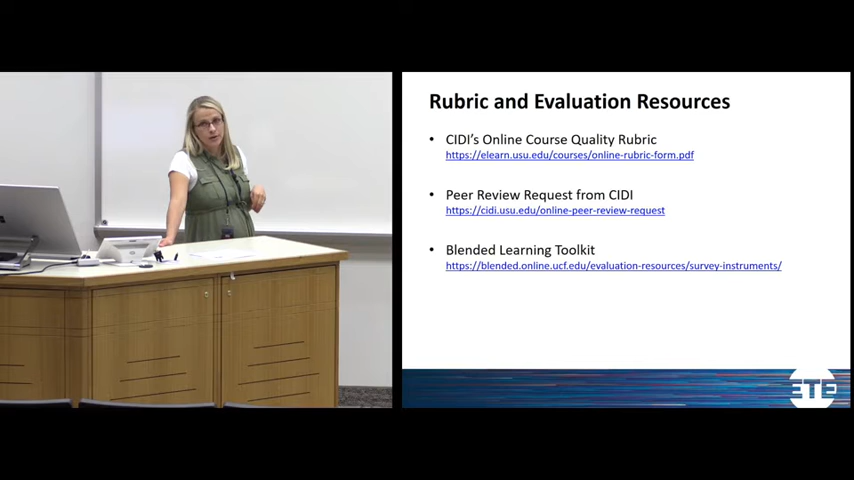 Rubric and Evaluation Resources
• CIDI's Online Course Quality Rubric
https://elearn.usu.edu/courses/online-rubric-form.pdf
• Peer Review Request from CIDI
https://cidi.usu.edu/online-peer-review-request
• Blended Learning Toolkit
https://blended.online.ucf.edu/evaluation-resources/survey-instruments/
ETE